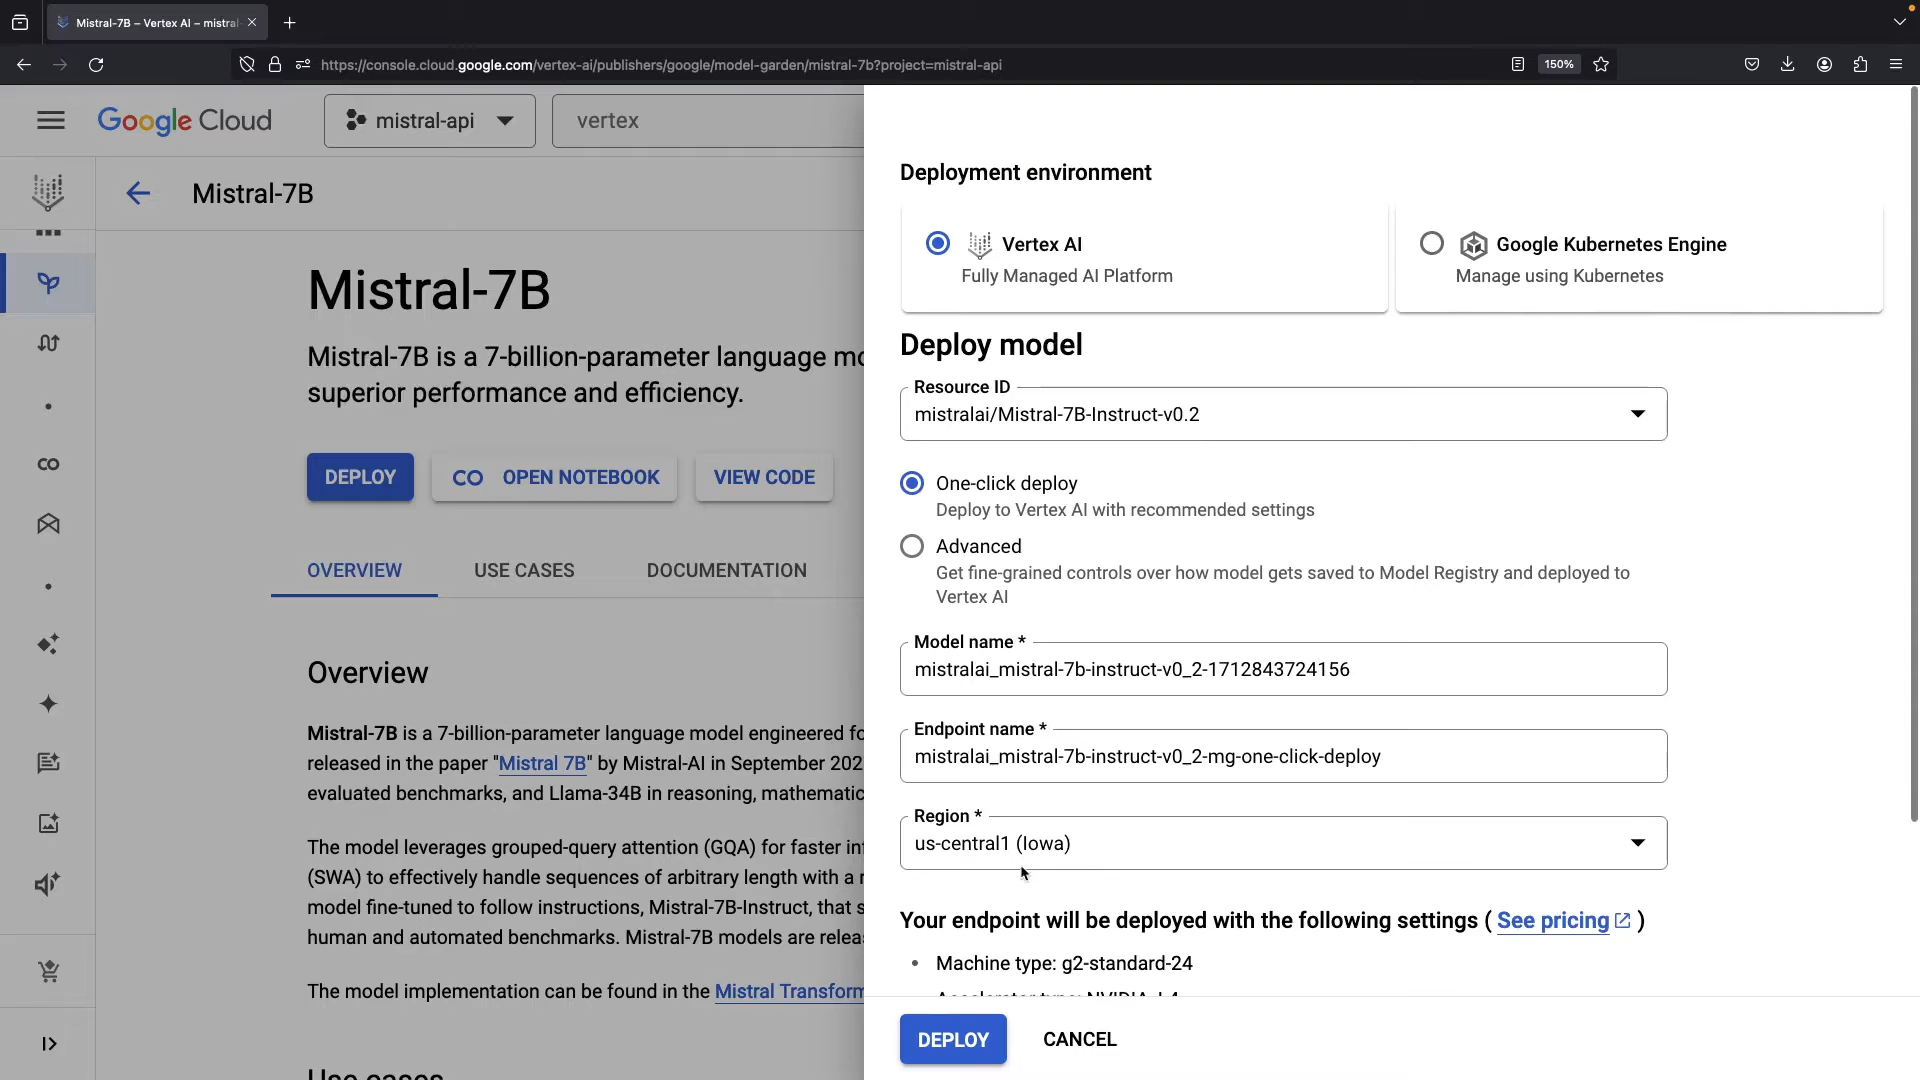 Mistral-7B – Vertex AI – mistral-
https://console.cloud.google.com/vertex-ai/publishers/google/model-garden/mistral-7b?project=mistral-api
150%
Google Cloud
mistral-api
vertex
Mistral-7B
Mistral-7B
Mistral-7B is a 7-billion-parameter language
superior performance and efficiency.
DEPLOY
OPEN NOTEBOOK
VIEW CODE
OVERVIEW
USE CASES
DOCUMENTATION
Overview
Mistral-7B is a 7-billion-parameter language model engineered
released in the paper "Mistral 7B" by Mistral-AI in September
evaluated benchmarks, and Llama-34B in reasoning,
The model leverages grouped-query attention (GQA) for faster
(SWA) to effectively handle sequences of arbitrary length with a
model fine-tuned to follow instructions, Mistral-7B-Instruct, that
human and automated benchmarks. Mistral-7B models are
The model implementation can be found in the Mistral
Use cases
Deployment environment
Vertex AI
Fully Managed AI Platform
Google Kubernetes Engine
Manage using Kubernetes
Deploy model
Resource ID
mistralai/Mistral-7B-Instruct-v0.2
One-click deploy
Deploy to Vertex AI with recommended settings
Advanced
Get fine-grained controls over how model gets saved to Model Registry and deployed to
Vertex AI
Model name *
mistralai_mistral-7b-instruct-v0_2-1712843724156
Endpoint name *
mistralai_mistral-7b-instruct-v0_2-mg-one-click-deploy
Region *
us-central1 (Iowa)
Your endpoint will be deployed with the following settings ( See pricing )
• Machine type: g2-standard-24
DEPLOY
CANCEL